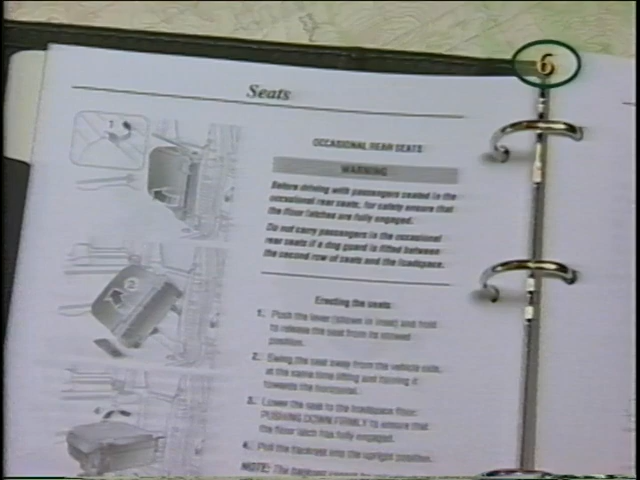 6
Seats
OCCASIONAL REAR SEATS
WARNING
Before driving with passengers seated in the
occasional rear seats, for safety ensure that
the floor latches are fully engaged.
Do not carry passengers in the occasional
rear seats if a dog guard is fitted between
the second row of seats and the loadspace.
Erecting the seats
1. Push the lever (shown in inset) and hold
to release the seat from its stowed
position.
2. Swing the seat away from the vehicle side,
at the same time lifting and turning it
towards the horizontal.
3. Lower the seat to the loadspace floor,
PUSHING DOWN FIRMLY to ensure that
the floor latch has fully engaged.
4. Pull the backrest into the upright position.
NOTE: The backrest cannot be
1
2